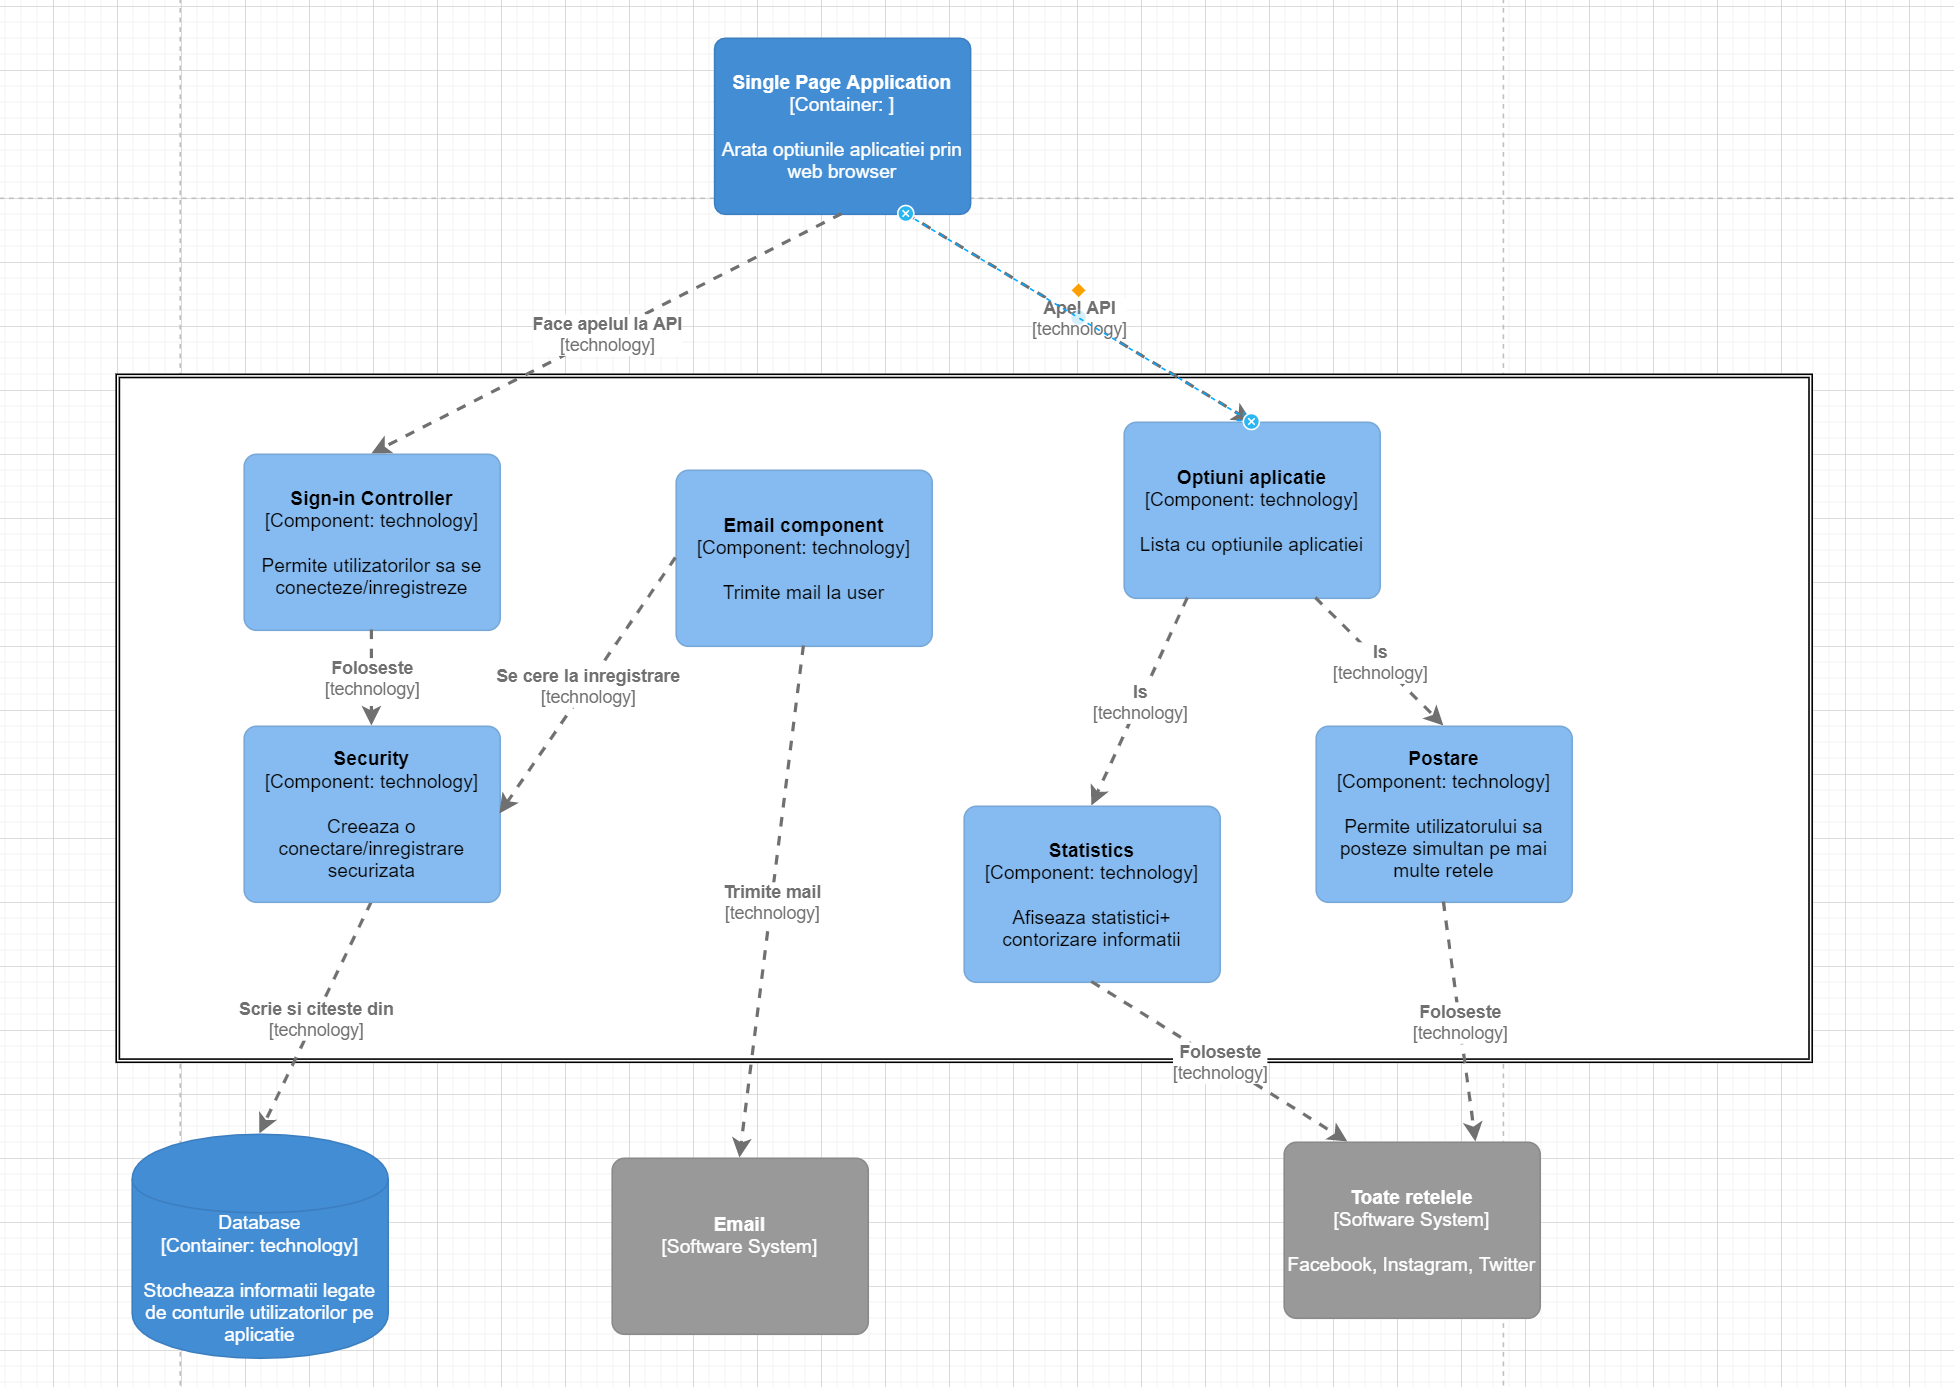 Single Page Application
[Container: ]
Arata optiunile aplicatiei prin
web browser
Face apelul la API
[technology]
Apel API
[technology]
Sign-in Controller
[Component: technology]
Permite utilizatorilor sa se
conecteze/inregistreze
Email component
[Component: technology]
Trimite mail la user
Optiuni aplicatie
[Component: technology]
Lista cu optiunile aplicatiei
Foloseste
[technology]
Se cere la inregistrare
[technology]
Is
[technology]
Is
[technology]
Security
[Component: technology]
Creeaza o
conectare/inregistrare
securizata
Statistics
[Component: technology]
Afiseaza statistici+
contorizare informatii
Postare
[Component: technology]
Permite utilizatorului sa
posteze simultan pe mai
multe retele
Trimite mail
[technology]
Scrie si citeste din
[technology]
Foloseste
[technology]
Foloseste
[technology]
Database
[Container: technology]
Stocheaza informatii legate
de conturile utilizatorilor pe
aplicatie
Email
[Software System]
Toate retelele
[Software System]
Facebook, Instagram, Twitter